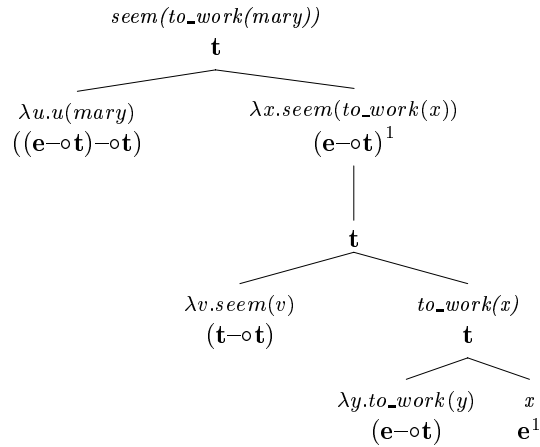 seem(to_work(mary))
t
λu.u(mary) λx.seem(to_work(x))
((e⊸t)⊸t) (e⊸t)¹
t
λv.seem(v) to_work(x)
(t⊸t) t
λy.to_work(y) x
(e⊸t) e¹